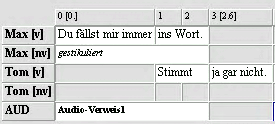 0 [0.] 1 2 3 [2.6]
Max [v] Du fällst mir immer ins Wort.
Max [nv] gestikuliert
Tom [v] Stimmt ja gar nicht.
Tom [nv]
AUD Audio-Verweis1